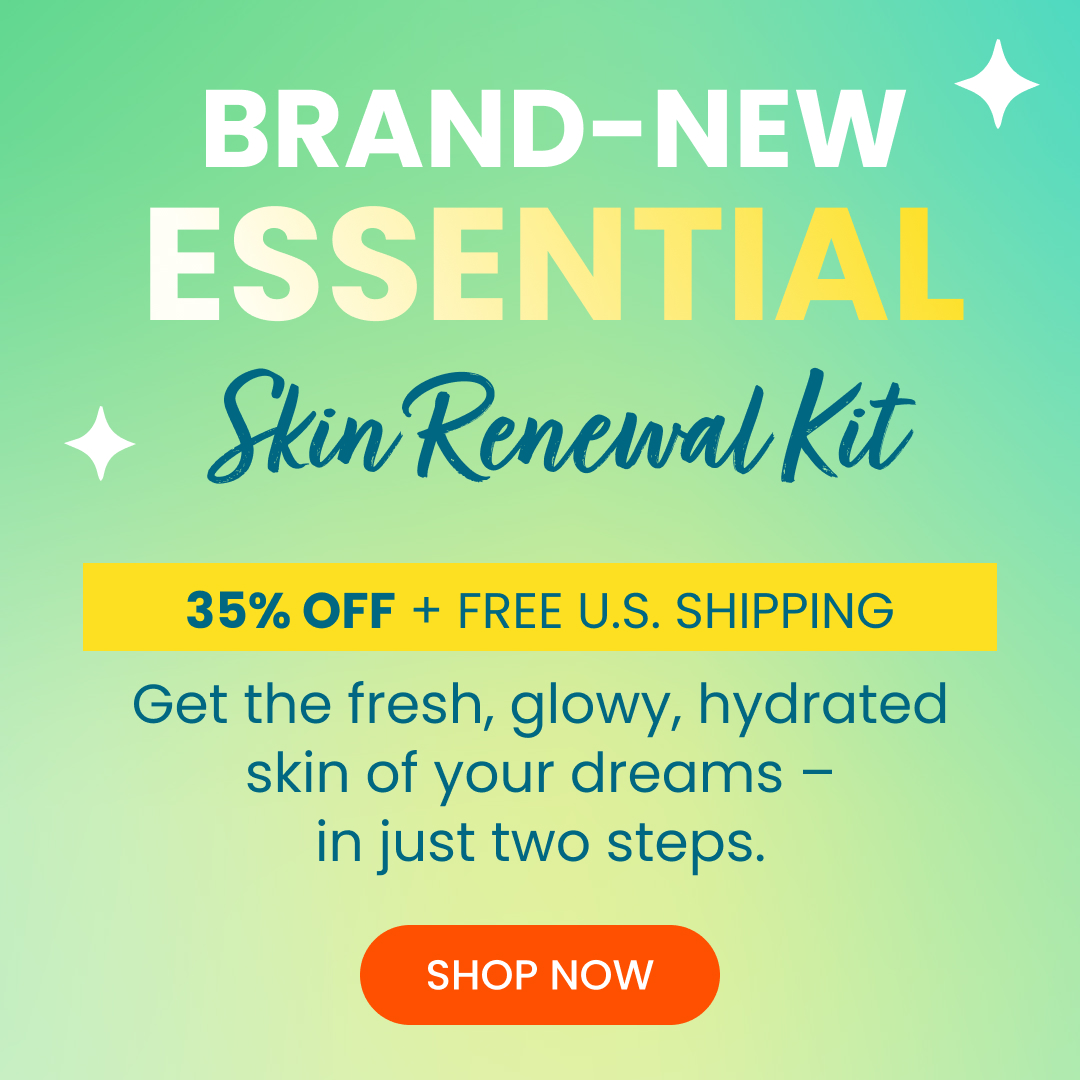 BRAND-NEW
ESSENTIAL
Skin Renewal Kit
35% OFF + FREE U.S. SHIPPING
Get the fresh, glowy, hydrated
skin of your dreams –
in just two steps.
SHOP NOW